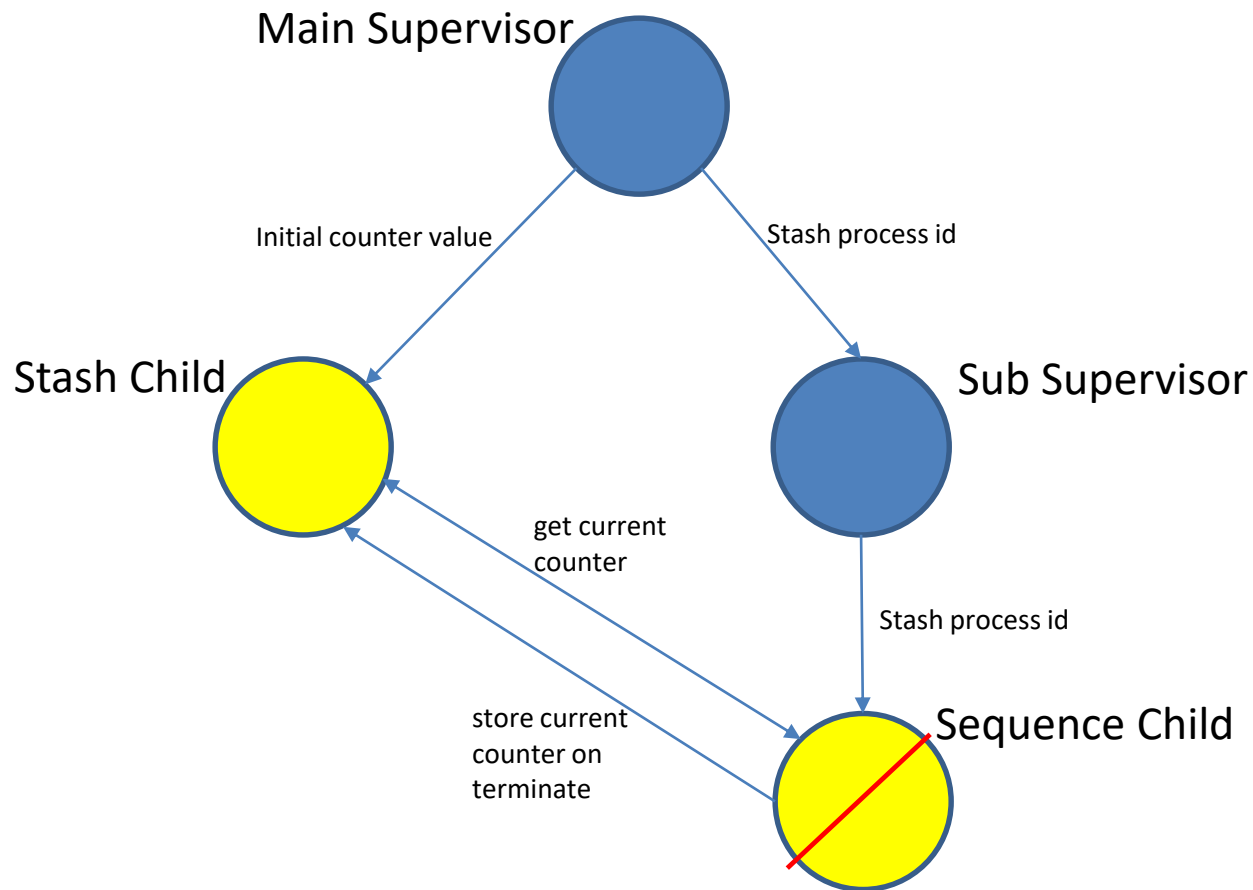 Main Supervisor
Initial counter value
Stash process id
Stash Child
Sub Supervisor
get current
counter
Stash process id
store current
counter on
terminate
Sequence Child